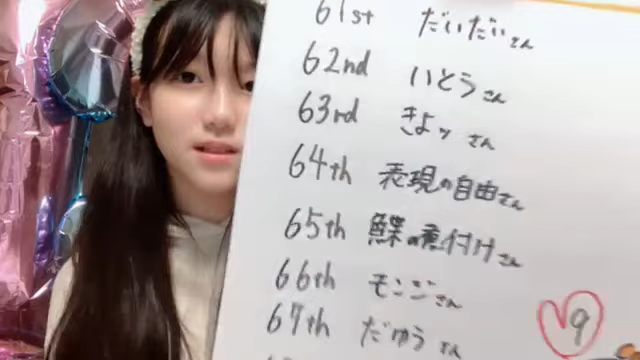 61st だいだいさん
62nd いとうさん
63rd きよッさん
64th 表現の自由さん
65th 鰈の煮付けさん
66th モンジさん
67th だゆうさん
9